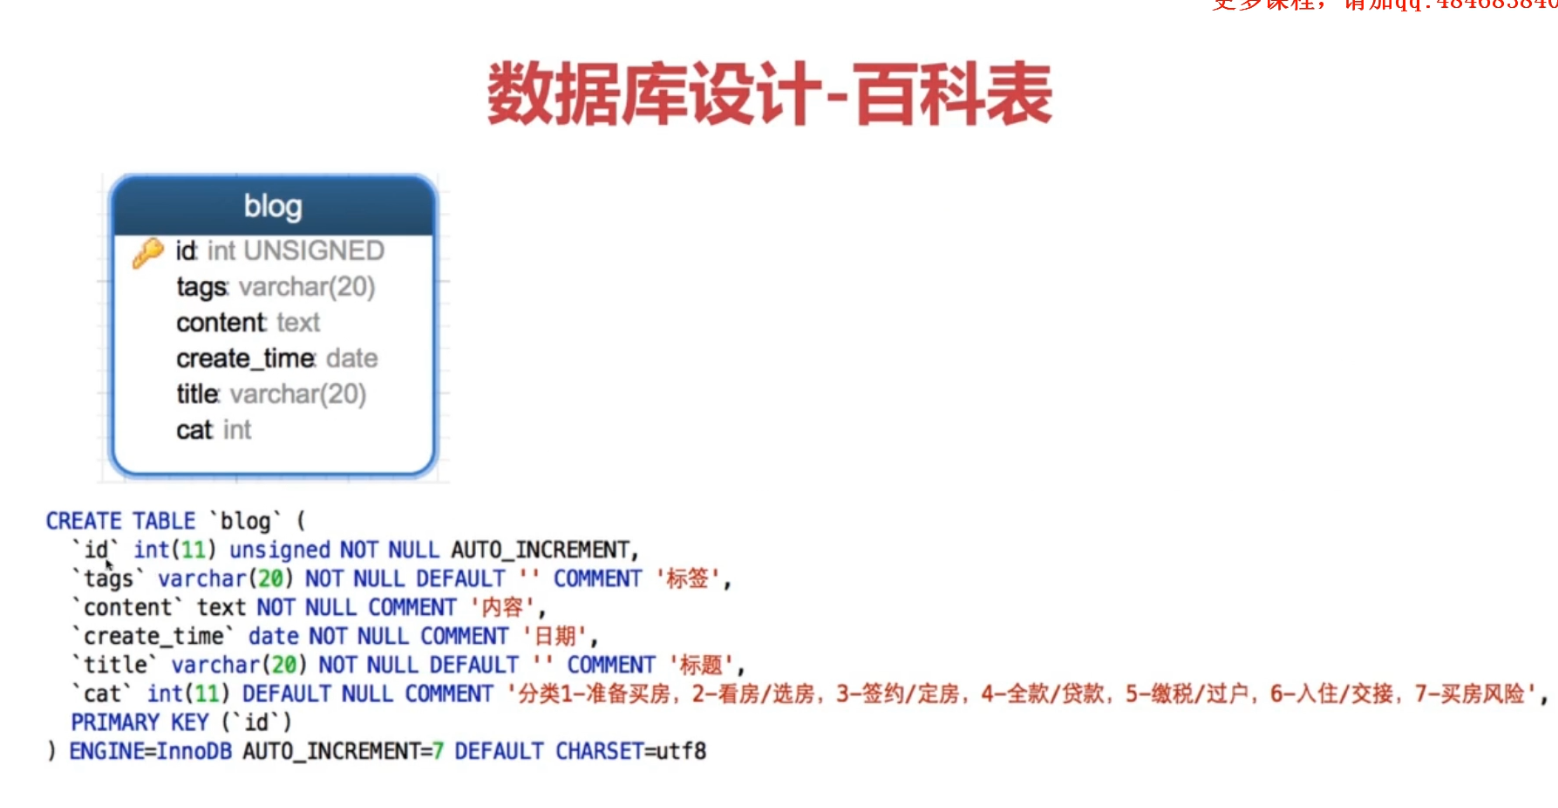 更多课程，请加qq:484685840
数据库设计-百科表
blog
id: int UNSIGNED
tags: varchar(20)
content: text
create_time: date
title: varchar(20)
cat: int
CREATE TABLE `blog` (
`id` int(11) unsigned NOT NULL AUTO_INCREMENT,
`tags` varchar(20) NOT NULL DEFAULT '' COMMENT '标签',
`content` text NOT NULL COMMENT '内容',
`create_time` date NOT NULL COMMENT '日期',
`title` varchar(20) NOT NULL DEFAULT '' COMMENT '标题',
`cat` int(11) DEFAULT NULL COMMENT '分类1-准备买房，2-看房/选房，3-签约/定房，4-全款/贷款，5-缴税/过户，6-入住/交接，7-买房风险',
PRIMARY KEY (`id`)
) ENGINE=InnoDB AUTO_INCREMENT=7 DEFAULT CHARSET=utf8